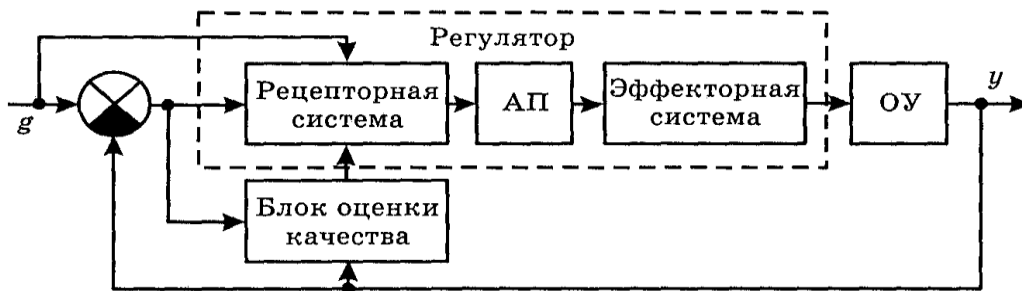 Регулятор
g
Рецепторная
система
АП
Эффекторная
система
ОУ
y
Блок оценки
качества